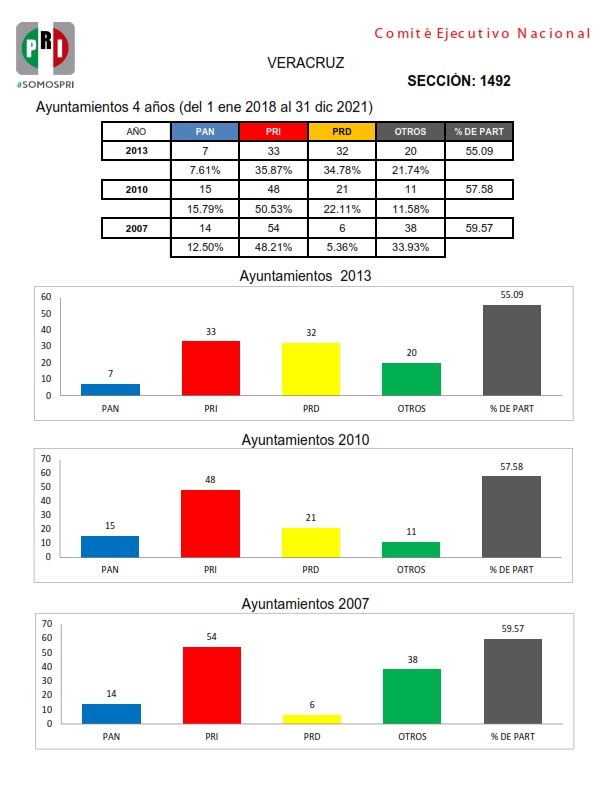 Comité Ejecutivo Nacional
PRI
#SOMOSPRI
VERACRUZ
SECCIÓN: 1492
Ayuntamientos 4 años (del 1 ene 2018 al 31 dic 2021)
AÑO PAN PRI PRD OTROS % DE PART
2013 7 33 32 20 55.09
7.61% 35.87% 34.78% 21.74%
2010 15 48 21 11 57.58
15.79% 50.53% 22.11% 11.58%
2007 14 54 6 38 59.57
12.50% 48.21% 5.36% 33.93%
Ayuntamientos 2013
60
50
40
30
20
10
0
7 33 32 20 55.09
PAN PRI PRD OTROS % DE PART
Ayuntamientos 2010
70
60
50
40
30
20
10
0
15 48 21 11 57.58
PAN PRI PRD OTROS % DE PART
Ayuntamientos 2007
70
60
50
40
30
20
10
0
14 54 6 38 59.57
PAN PRI PRD OTROS % DE PART